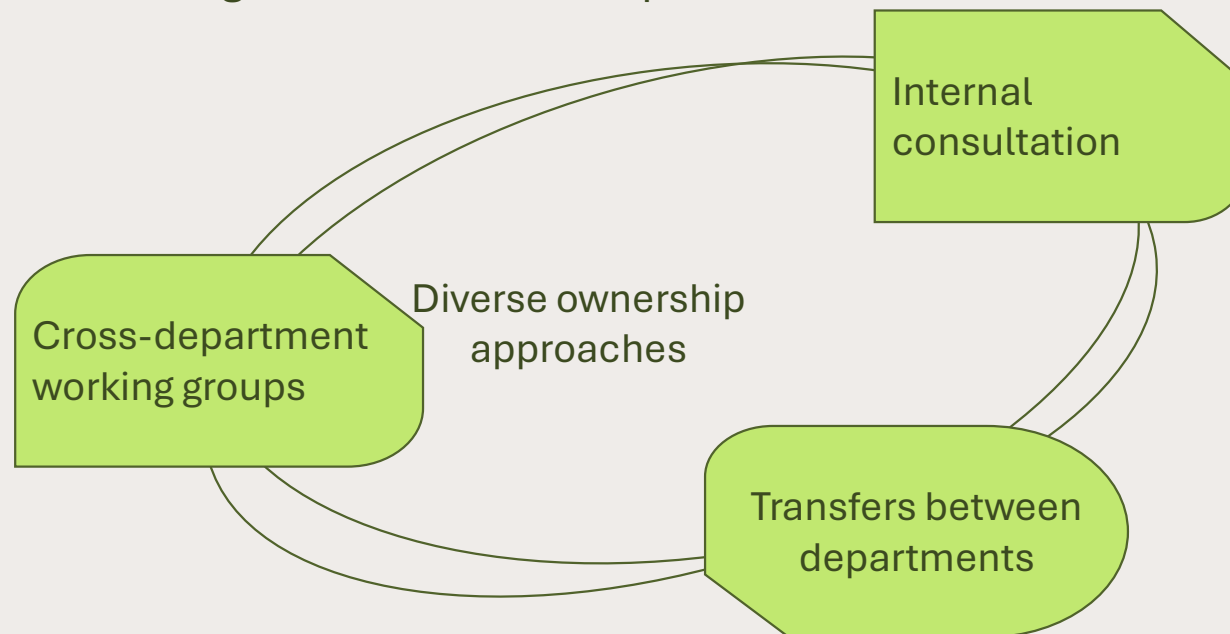 Internal
consultation
Diverse ownership
approaches
Cross-department
working groups
Transfers between
departments